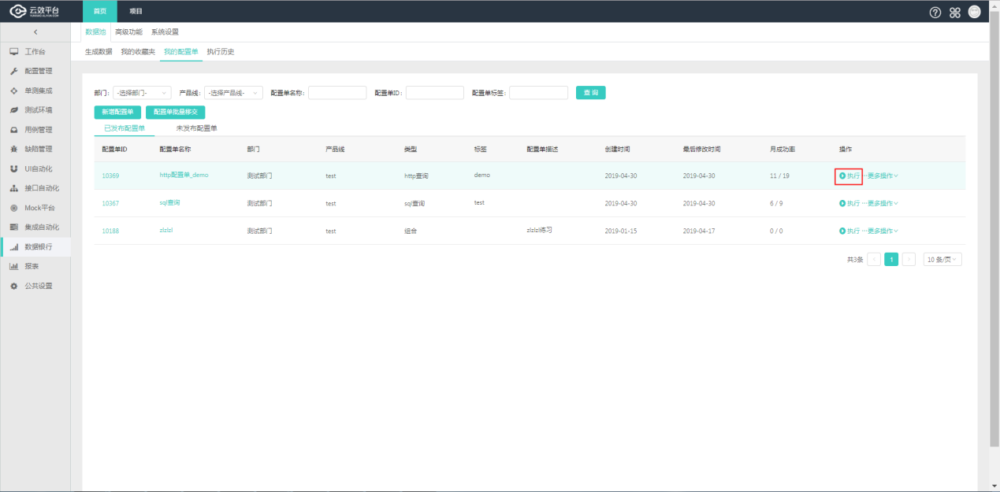 云效平台 首页 项目
数据池 高级功能 系统设置
生成数据 我的收藏夹 我的配置单 执行历史
工作台
配置管理
单测集成
测试环境
用例管理
缺陷管理
UI自动化
接口自动化
Mock平台
集成自动化
数据银行
报表
公共设置
部门: -选择部门- 产品线: -选择产品线- 配置单名称: 配置单ID: 配置单标签: 查 询
新增配置单 配置单批量移交
已发布配置单 未发布配置单
配置单ID 配置单名称 部门 产品线 类型 标签 配置单描述 创建时间 最后修改时间 月成功率 操作
10369 http配置单_demo 测试部门 test http查询 demo 2019-04-30 2019-04-30 11 / 19 执行 ···更多操作
10367 sql查询 测试部门 test sql查询 test 2019-04-30 2019-04-30 6 / 9 执行 ···更多操作
10188 zlzlzl 测试部门 test 组合 zlzlzl练习 2019-01-15 2019-04-17 0 / 0 执行 ···更多操作
共3条 < 1 > 10 条/页